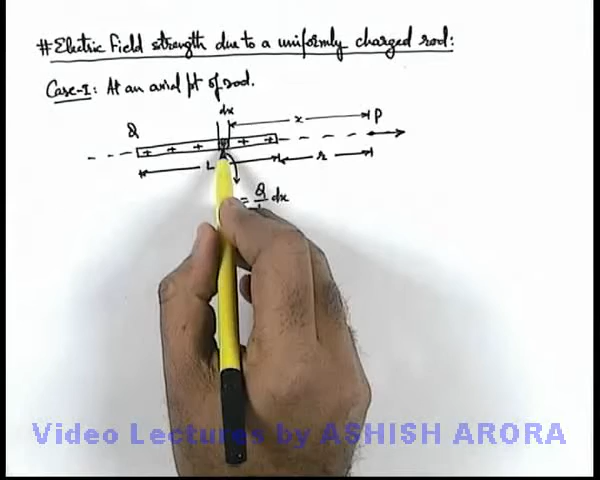 # Electric Field strength due to a uniformly charged rod:
Case-I: At an axial pt of rod.
dx
x
P
Q
+ + + + +
L
r
= Q/L dx
Video Lectures by ASHISH ARORA